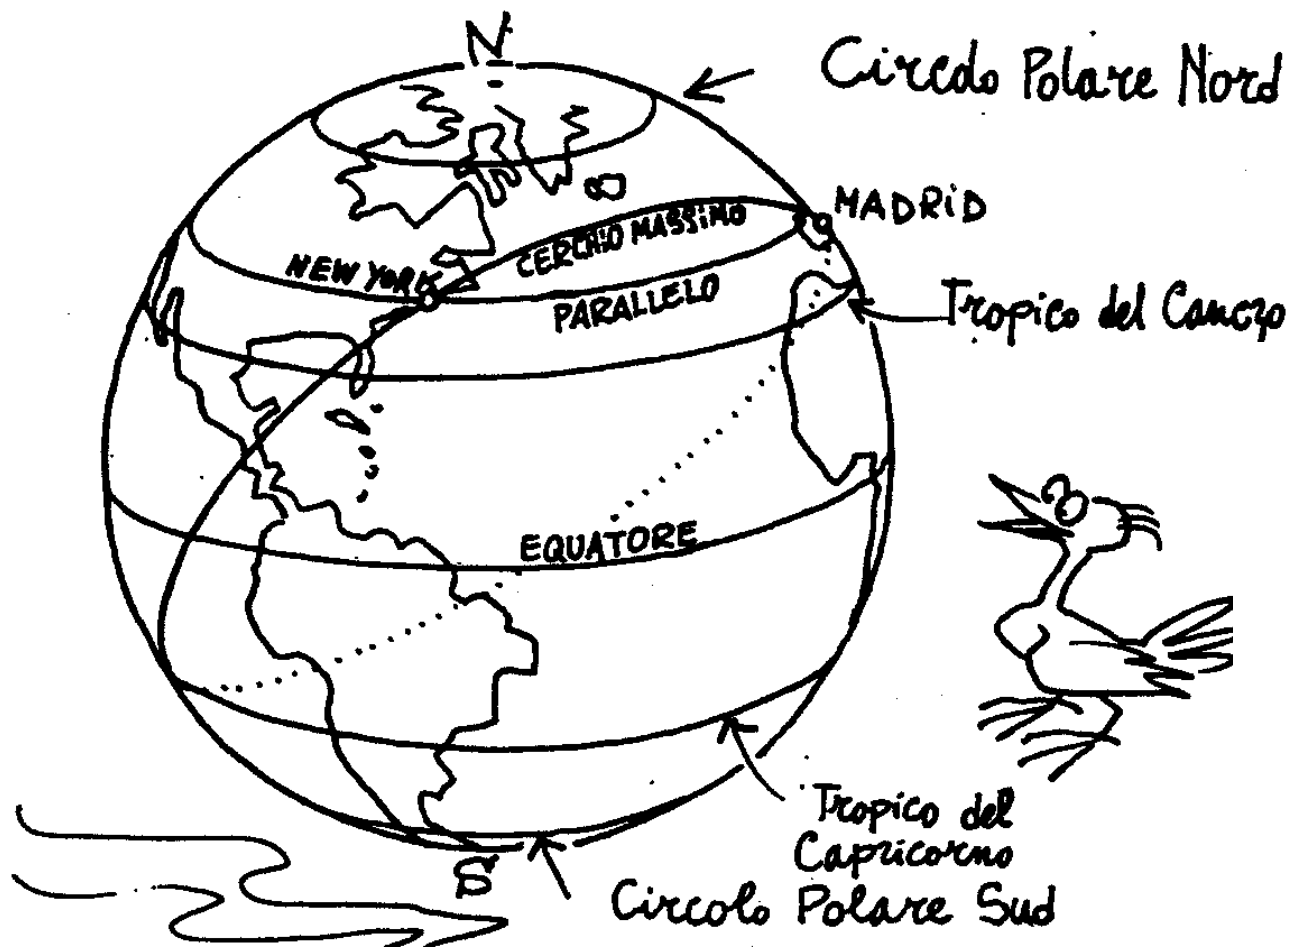 N
Circolo Polare Nord
MADRiD
CERCHiO MASSiMO
NEW YORK
PARALLELO
Tropico del Cancro
EQUATORE
Tropico del
Capricorno
S
Circolo Polare Sud